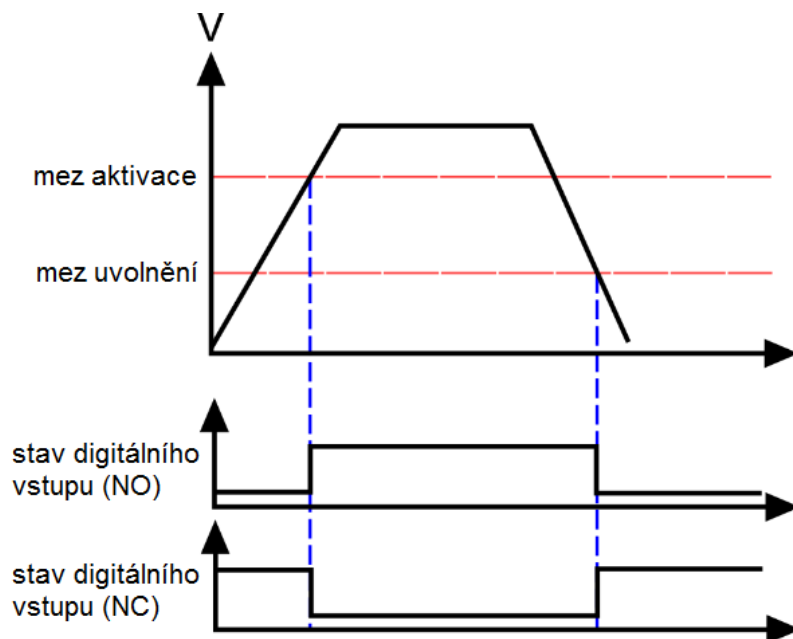 V
mez aktivace
mez uvolnění
stav digitálního
vstupu (NO)
stav digitálního
vstupu (NC)